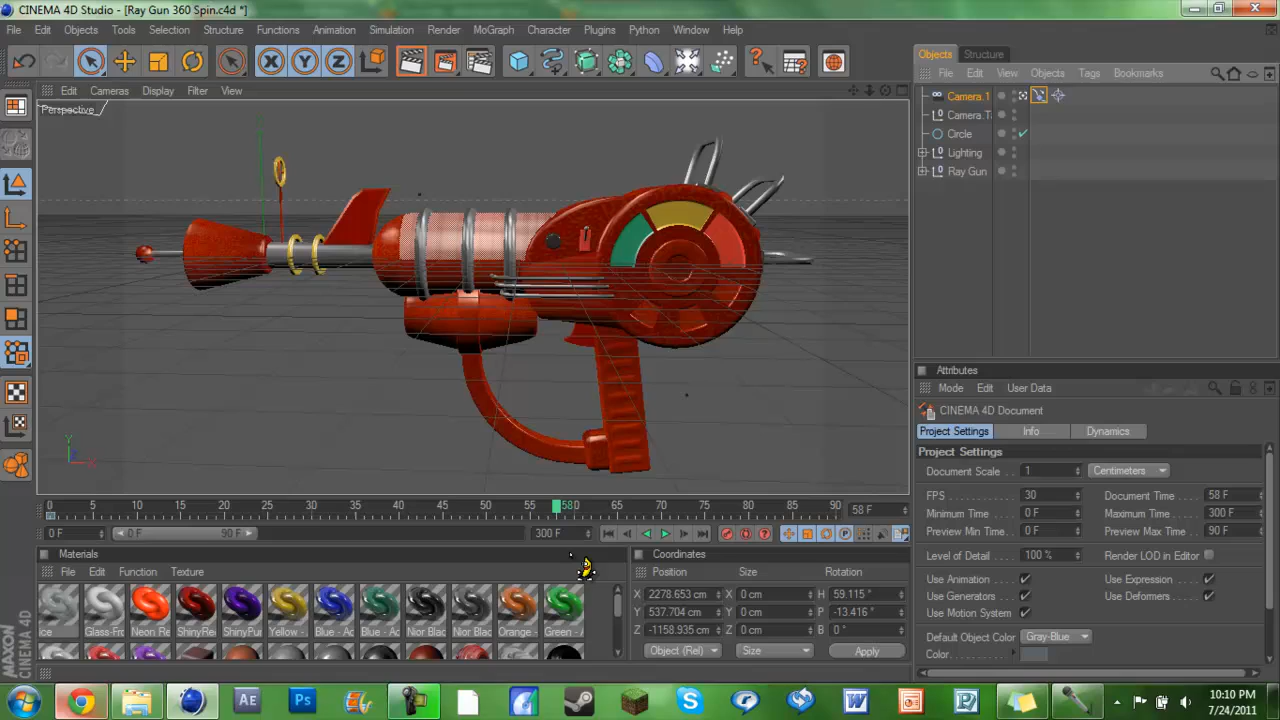 CINEMA 4D Studio - [Ray Gun 360 Spin.c4d *]
File Edit Objects Tools Selection Structure Functions Animation Simulation Render MoGraph Character Plugins Python Window Help
X Y Z
Edit Cameras Display Filter View
Perspective
Y
X
0 5 10 15 20 25 30 35 40 45 50 55 58 65 70 75 80 85 90 58 F
0 F 0 F 90 F 300 F
Materials
File Edit Function Texture
Neon Re ShinyRe ShinyPu Yellow - Blue - Ac Blue - Ac Nior Blac Nior Blac Orange - Green - A
Coordinates
Position Size Rotation
X 2278.653 cm X 0 cm H 59.115 °
Y 537.704 cm Y 0 cm P -13.416 °
Z -1158.935 cm Z 0 cm B 0 °
Object (Rel) Size Apply
MAXON CINEMA 4D
Objects Structure
File Edit View Objects Tags Bookmarks
Camera.1
Camera.T
Circle
Lighting
Ray Gun
Attributes
Mode Edit User Data
CINEMA 4D Document
Project Settings Info Dynamics
Project Settings
Document Scale 1 Centimeters
FPS 30 Document Time 58 F
Minimum Time 0 F Maximum Time 300 F
Preview Min Time 0 F Preview Max Time 90 F
Level of Detail 100 % Render LOD in Editor
Use Animation Use Expression
Use Generators Use Deformers
Use Motion System
Default Object Color Gray-Blue
Color
AE Ps S W P
10:10 PM
7/24/2011